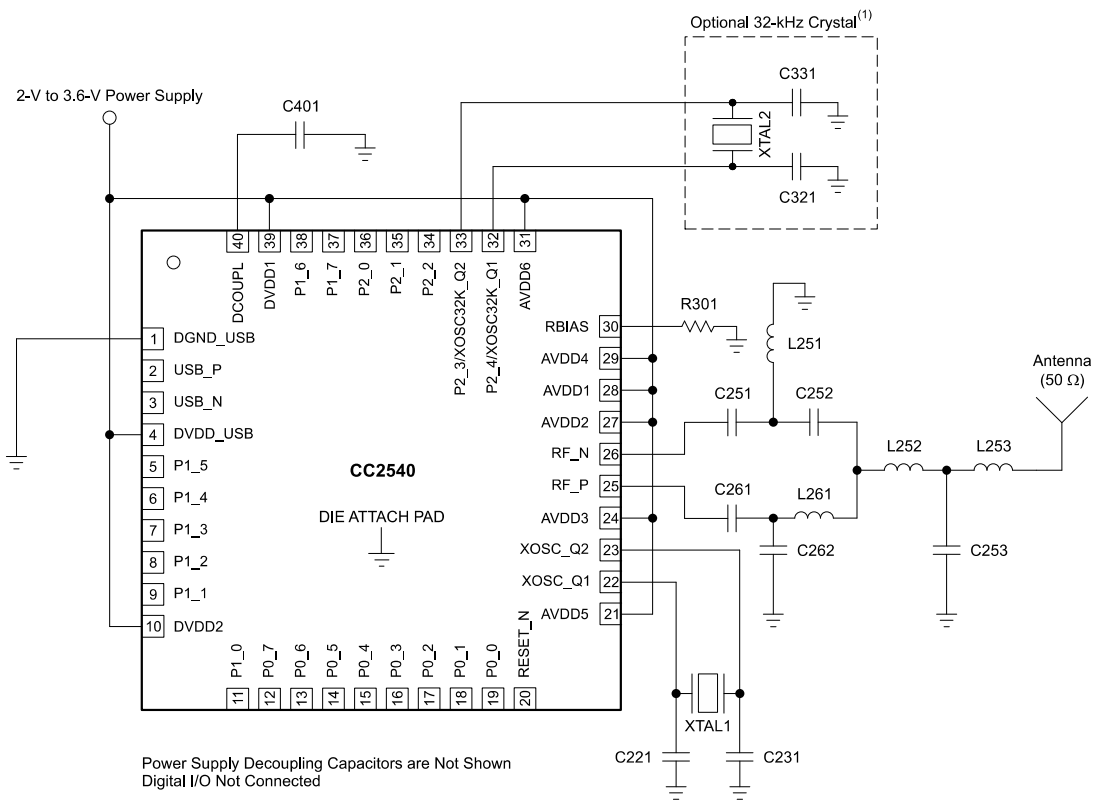 Optional 32-kHz Crystal(1)
C331
XTAL2
C321
2-V to 3.6-V Power Supply
C401
40 39 38 37 36 35 34 33 32 31
DCOUPL
DVDD1
P1_6
P1_7
P2_0
P2_1
P2_2
P2_3/XOSC32K_Q2
P2_4/XOSC32K_Q1
AVDD6
1 DGND_USB
2 USB_P
3 USB_N
4 DVDD_USB
5 P1_5
6 P1_4
7 P1_3
8 P1_2
9 P1_1
10 DVDD2
CC2540
DIE ATTACH PAD
RBIAS 30
AVDD4 29
AVDD1 28
AVDD2 27
RF_N 26
RF_P 25
AVDD3 24
XOSC_Q2 23
XOSC_Q1 22
AVDD5 21
R301
L251
C251
C252
Antenna
(50 Ω)
L252
L253
C261
L261
C262
C253
P1_0
P0_7
P0_6
P0_5
P0_4
P0_3
P0_2
P0_1
P0_0
RESET_N
11 12 13 14 15 16 17 18 19 20
XTAL1
C221
C231
Power Supply Decoupling Capacitors are Not Shown
Digital I/O Not Connected